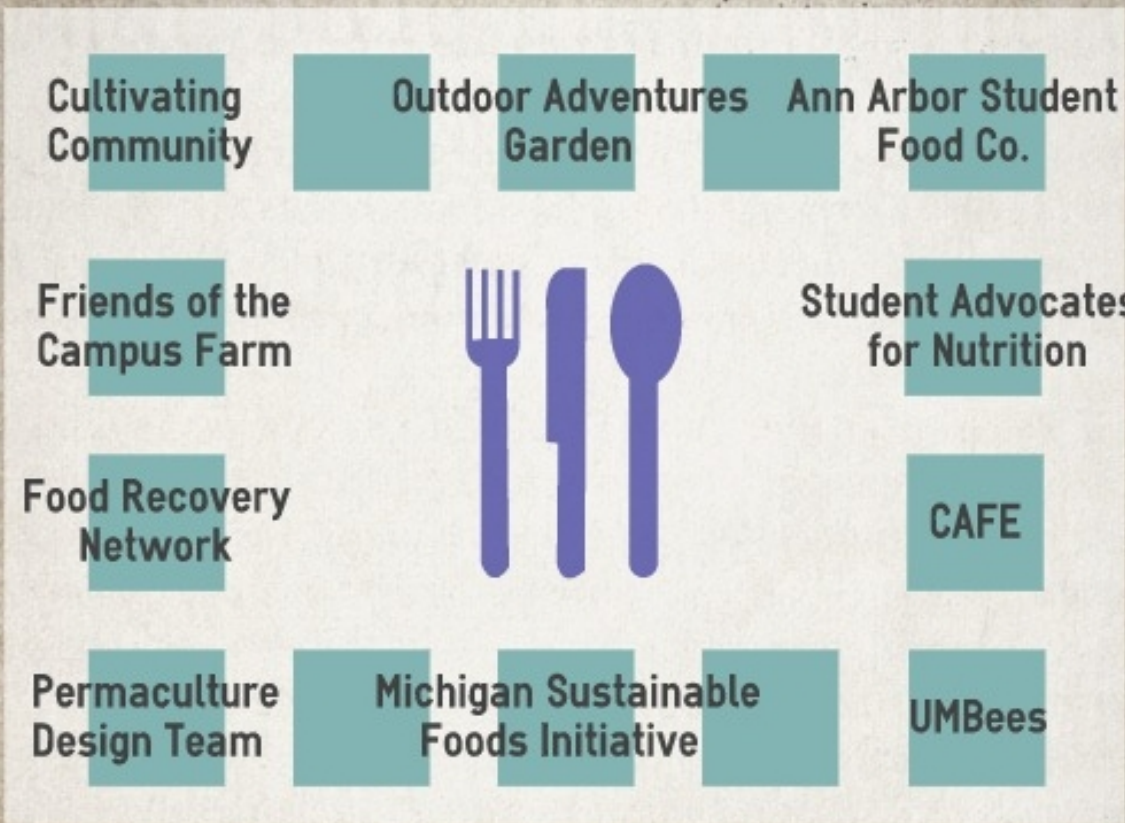 Cultivating
Community
Outdoor Adventures
Garden
Ann Arbor Student
Food Co.
Friends of the
Campus Farm
Student Advocates
for Nutrition
Food Recovery
Network
CAFE
Permaculture
Design Team
Michigan Sustainable
Foods Initiative
UMBees